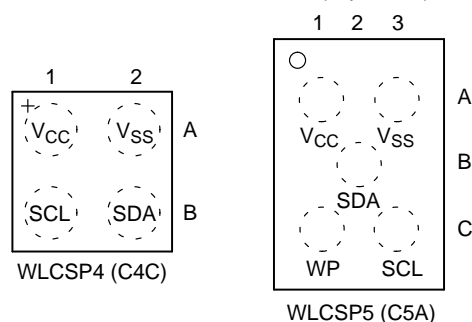 1 2
VCC VSS A
SCL SDA B
WLCSP4 (C4C)
1 2 3
A
VCC VSS
B
SDA
C
WP SCL
WLCSP5 (C5A)